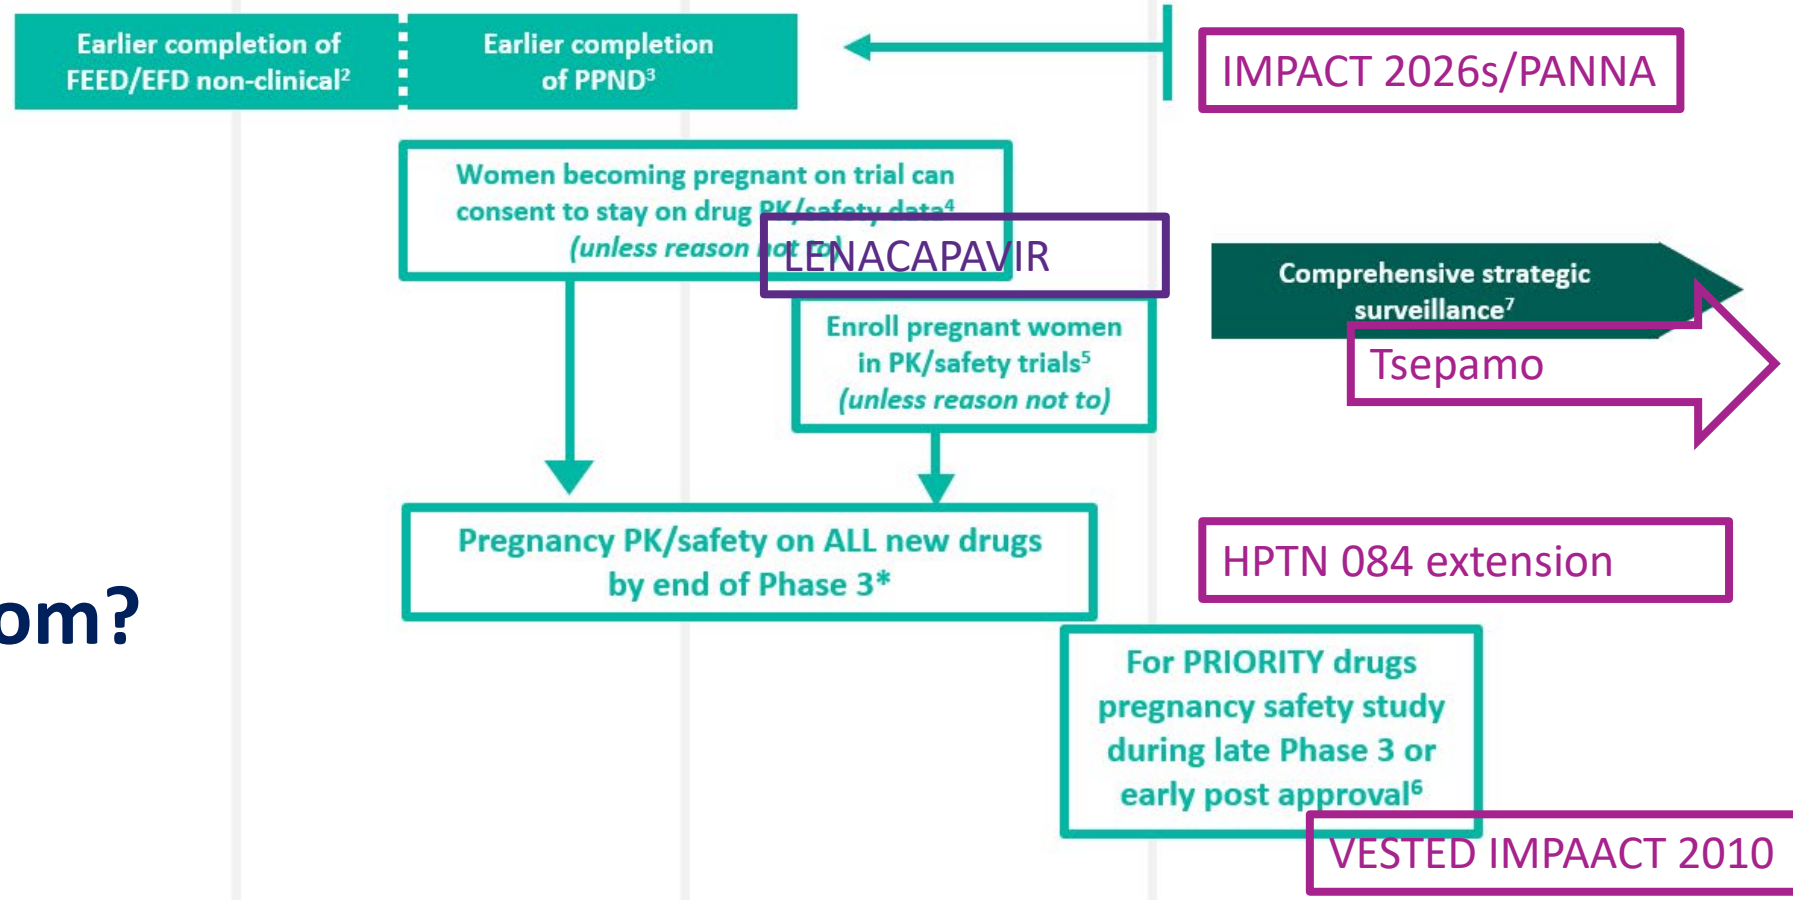 Earlier completion of
FEED/EFD non-clinical²
Earlier completion
of PPND³
IMPACT 2026s/PANNA
Women becoming pregnant on trial can
consent to stay on drug PK/safety data⁴
(unless reason not to)
LENACAPAVIR
Comprehensive strategic
surveillance⁷
Tsepamo
Enroll pregnant women
in PK/safety trials⁵
(unless reason not to)
Pregnancy PK/safety on ALL new drugs
by end of Phase 3*
HPTN 084 extension
om?
For PRIORITY drugs
pregnancy safety study
during late Phase 3 or
early post approval⁶
VESTED IMPAACT 2010